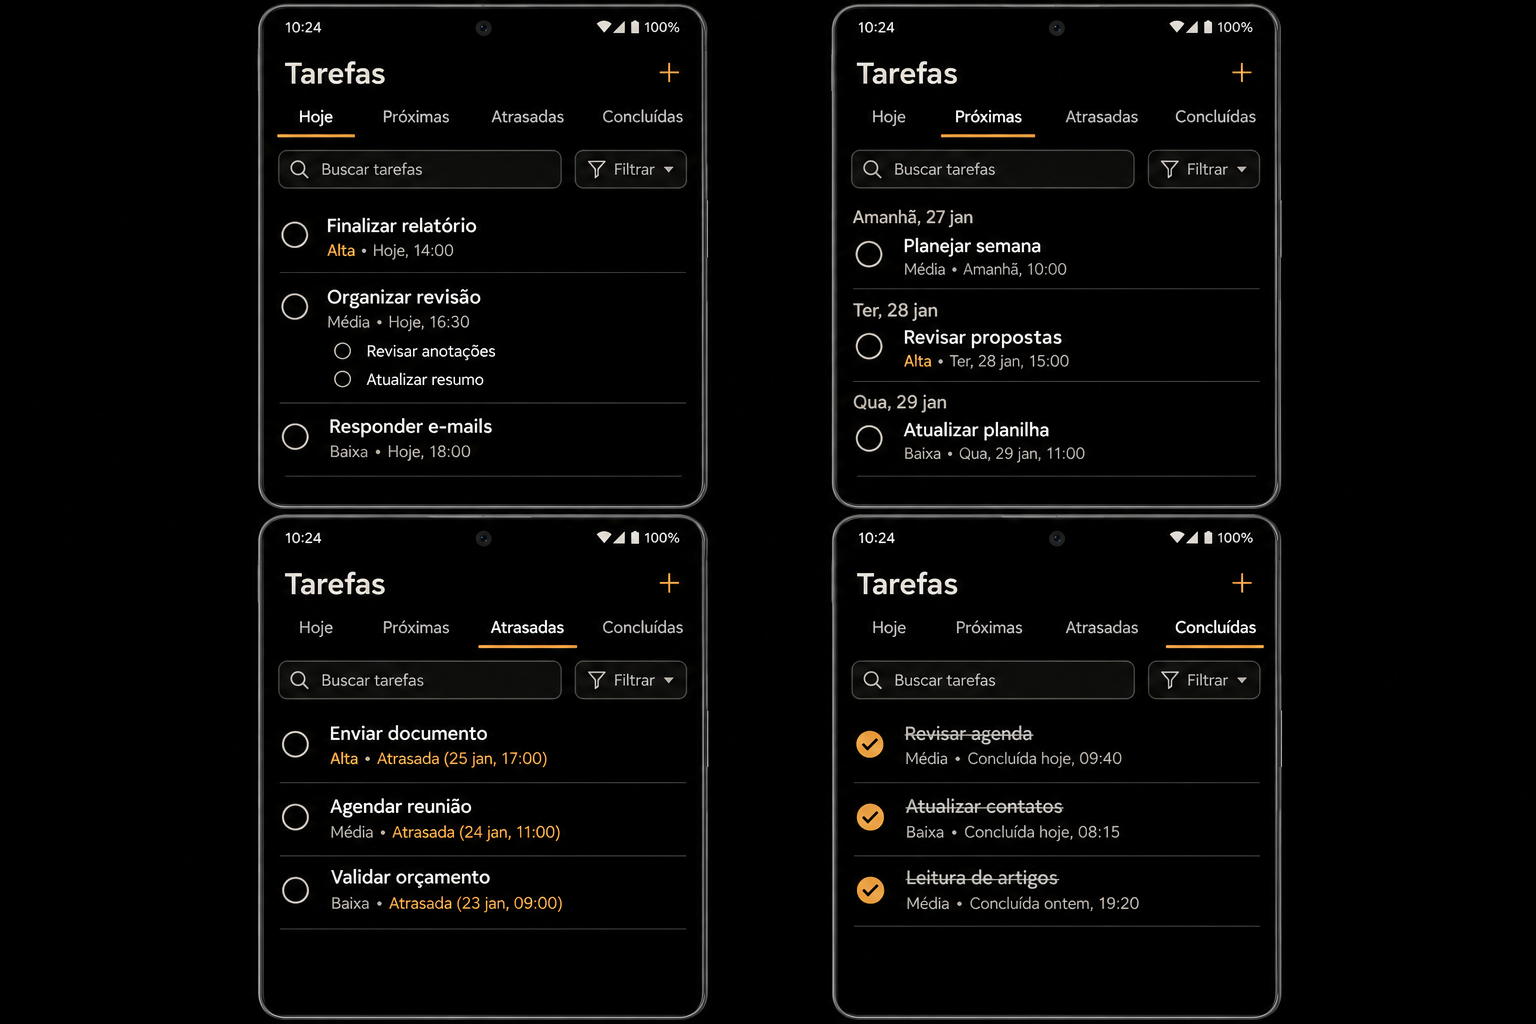 10:24 100%
Tarefas
Hoje Próximas Atrasadas Concluídas
Buscar tarefas Filtrar
Finalizar relatório
Alta • Hoje, 14:00
Organizar revisão
Média • Hoje, 16:30
Revisar anotações
Atualizar resumo
Responder e-mails
Baixa • Hoje, 18:00
10:24 100%
Tarefas
Hoje Próximas Atrasadas Concluídas
Buscar tarefas Filtrar
Amanhã, 27 jan
Planejar semana
Média • Amanhã, 10:00
Ter, 28 jan
Revisar propostas
Alta • Ter, 28 jan, 15:00
Qua, 29 jan
Atualizar planilha
Baixa • Qua, 29 jan, 11:00
10:24 100%
Tarefas
Hoje Próximas Atrasadas Concluídas
Buscar tarefas Filtrar
Enviar documento
Alta • Atrasada (25 jan, 17:00)
Agendar reunião
Média • Atrasada (24 jan, 11:00)
Validar orçamento
Baixa • Atrasada (23 jan, 09:00)
10:24 100%
Tarefas
Hoje Próximas Atrasadas Concluídas
Buscar tarefas Filtrar
Revisar agenda
Média • Concluída hoje, 09:40
Atualizar contatos
Baixa • Concluída hoje, 08:15
Leitura de artigos
Média • Concluída ontem, 19:20